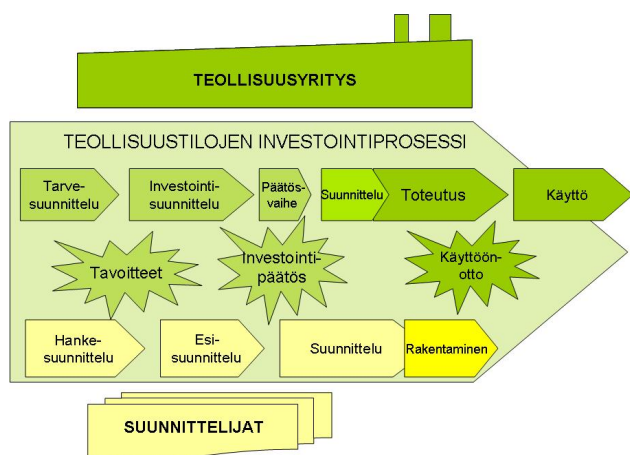 TEOLLISUUSYRITYS
TEOLLISUUSTILOJEN INVESTOINTIPROSESSI
Tarve-
suunnittelu
Investointi-
suunnittelu
Päätös-
vaihe
Suunnittelu
Toteutus
Käyttö
Tavoitteet
Investointi-
päätös
Käyttöön-
otto
Hanke-
suunnittelu
Esi-
suunnittelu
Suunnittelu
Rakentaminen
SUUNNITTELIJAT